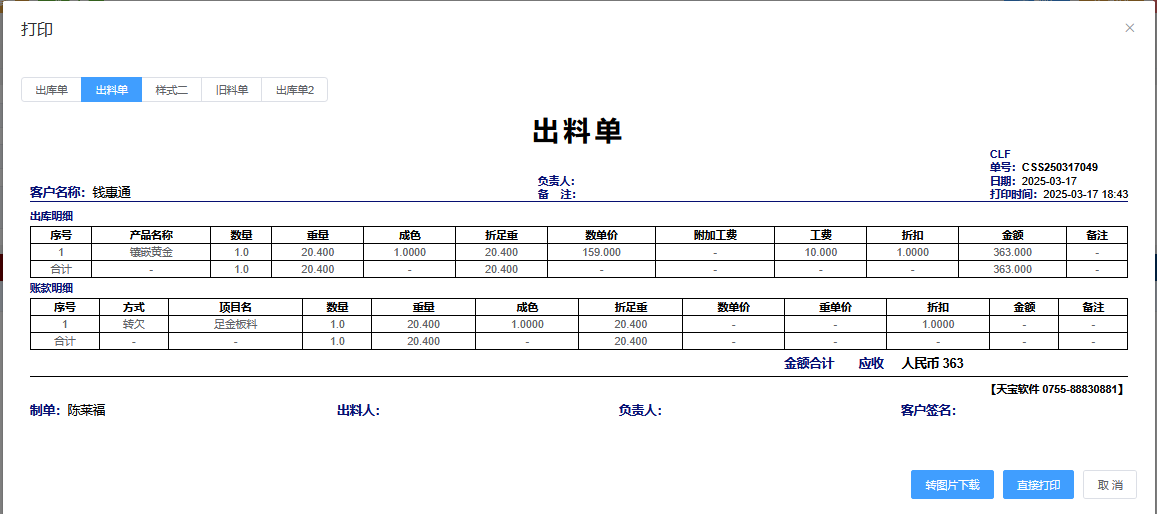 打印
×
出库单 出料单 样式二 旧料单 出库单2
出料单
CLF
单号: CSS250317049
负责人: 日期: 2025-03-17
客户名称: 钱惠通 备 注: 打印时间: 2025-03-17 18:43
出库明细
序号 产品名称 数量 重量 成色 折足重 数单价 附加工费 工费 折扣 金额 备注
1 镶嵌黄金 1.0 20.400 1.0000 20.400 159.000 - 10.000 1.0000 363.000 -
合计 - 1.0 20.400 - 20.400 - - - - 363.000 -
账款明细
序号 方式 项目名 数量 重量 成色 折足重 数单价 重单价 折扣 金额 备注
1 转欠 足金板料 1.0 20.400 1.0000 20.400 - - 1.0000 - -
合计 - - 1.0 20.400 - 20.400 - - - - -
金额合计 应收 人民币 363
【天宝软件 0755-88830881】
制单: 陈莱福 出料人: 负责人: 客户签名:
转图片下载 直接打印 取 消